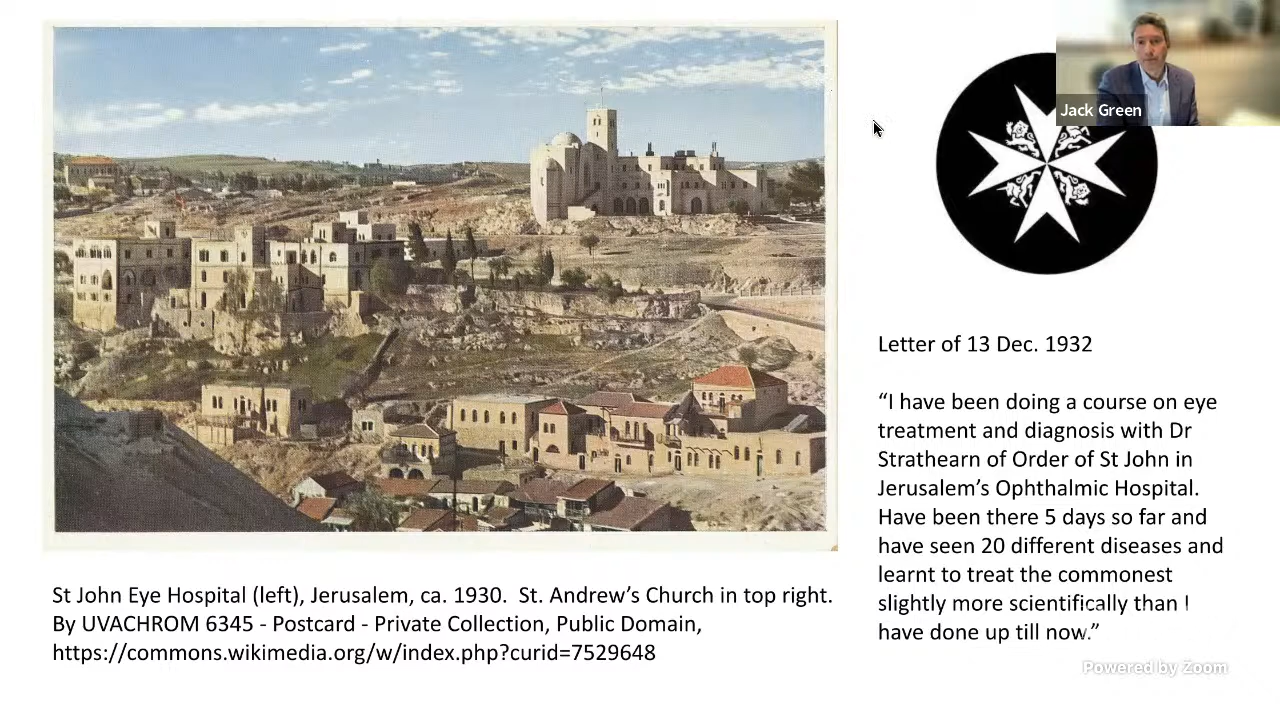 Jack Green
Letter of 13 Dec. 1932
“I have been doing a course on eye
treatment and diagnosis with Dr
Strathearn of Order of St John in
Jerusalem’s Ophthalmic Hospital.
Have been there 5 days so far and
have seen 20 different diseases and
learnt to treat the commonest
slightly more scientifically than I
have done up till now.”
St John Eye Hospital (left), Jerusalem, ca. 1930.  St. Andrew’s Church in top right.
By UVACHROM 6345 - Postcard - Private Collection, Public Domain,
https://commons.wikimedia.org/w/index.php?curid=7529648
Powered by Zoom